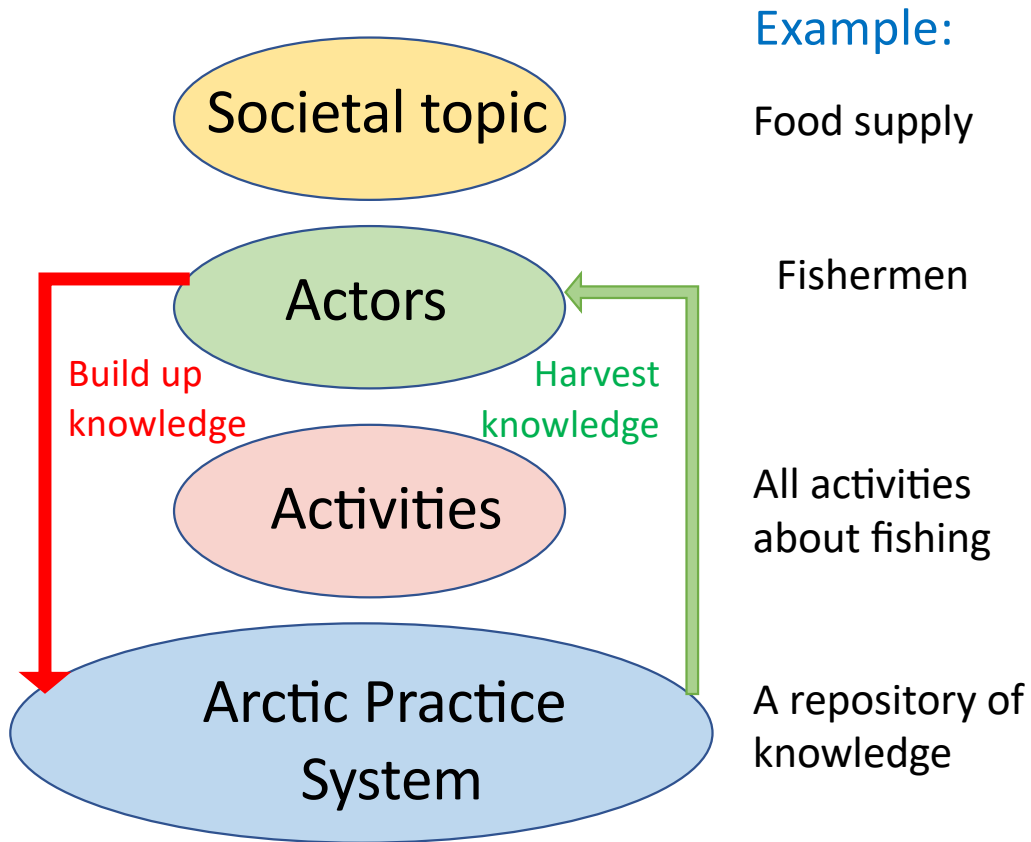 Example:
Societal topic
Food supply
Actors
Fishermen
Build up
knowledge
Harvest
knowledge
Activities
All activities
about fishing
Arctic Practice
System
A repository of
knowledge